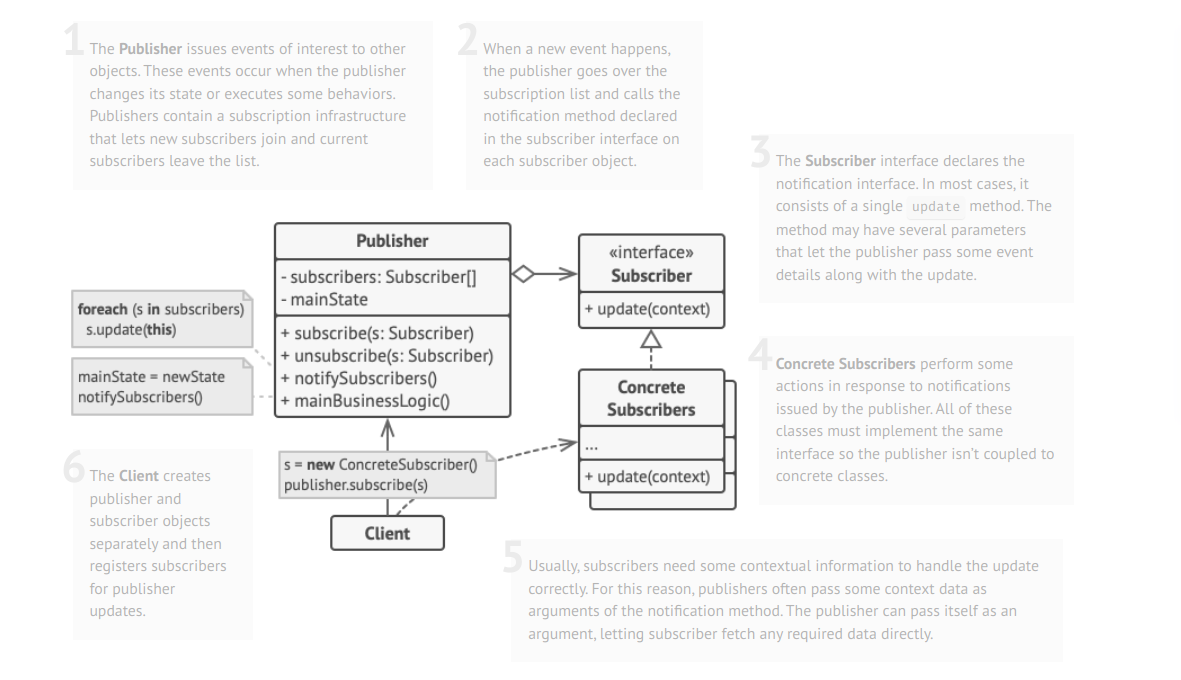 1
The Publisher issues events of interest to other
objects. These events occur when the publisher
changes its state or executes some behaviors.
Publishers contain a subscription infrastructure
that lets new subscribers join and current
subscribers leave the list.
2
When a new event happens,
the publisher goes over the
subscription list and calls the
notification method declared
in the subscriber interface on
each subscriber object.
3
The Subscriber interface declares the
notification interface. In most cases, it
consists of a single update method. The
method may have several parameters
that let the publisher pass some event
details along with the update.
Publisher
- subscribers: Subscriber[]
- mainState
+ subscribe(s: Subscriber)
+ unsubscribe(s: Subscriber)
+ notifySubscribers()
+ mainBusinessLogic()
«interface»
Subscriber
+ update(context)
foreach (s in subscribers)
s.update(this)
mainState = newState
notifySubscribers()
Concrete
Subscribers
...
+ update(context)
4
Concrete Subscribers perform some
actions in response to notifications
issued by the publisher. All of these
classes must implement the same
interface so the publisher isn't coupled to
concrete classes.
s = new ConcreteSubscriber()
publisher.subscribe(s)
Client
6
The Client creates
publisher and
subscriber objects
separately and then
registers subscribers
for publisher
updates.
5
Usually, subscribers need some contextual information to handle the update
correctly. For this reason, publishers often pass some context data as
arguments of the notification method. The publisher can pass itself as an
argument, letting subscriber fetch any required data directly.